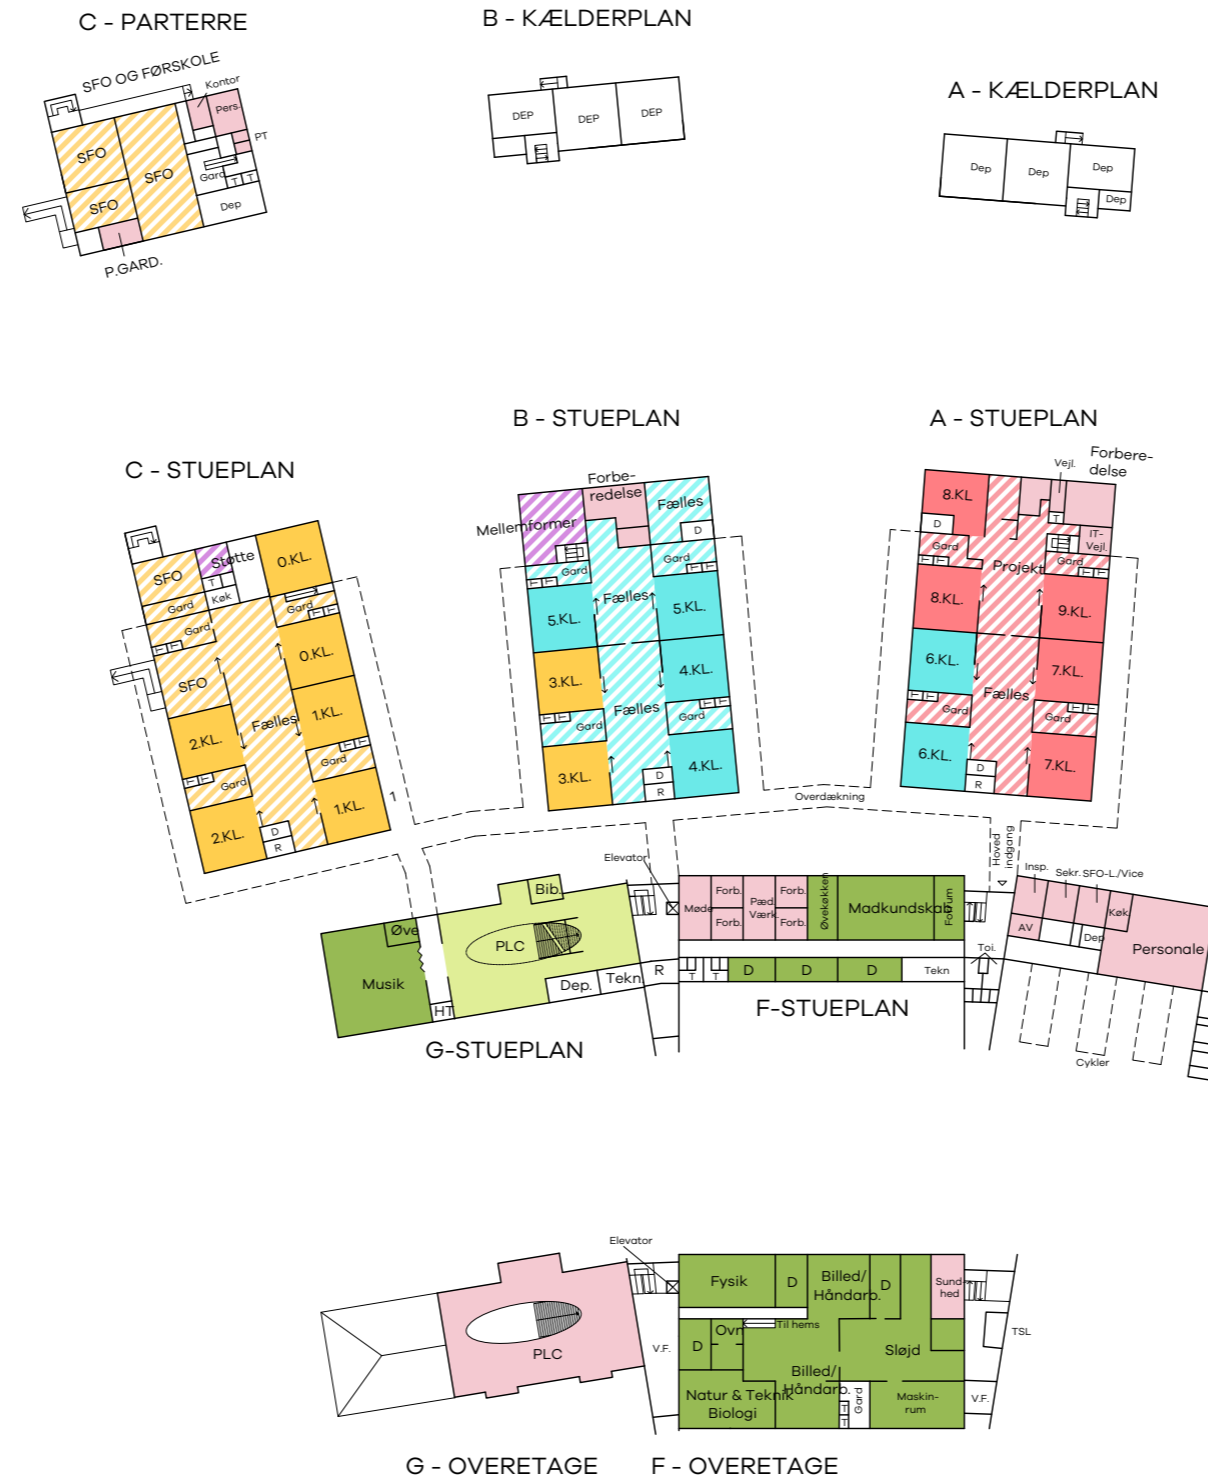 C - PARTERRE
SFO OG FØRSKOLE
Kontor
Pers.
PT
SFO
SFO
SFO
Gard
T
T
Dep
P.GARD.
B - KÆLDERPLAN
DEP
DEP
DEP
A - KÆLDERPLAN
Dep
Dep
Dep
Dep
C - STUEPLAN
SFO
Støtte
0.KL.
T
Køk
Gard
Gard
Gard
T
T
T
T
0.KL.
SFO
1.KL.
Fælles
2.KL.
T
T
Gard
T
T
Gard
1.KL.
2.KL.
D
R
B - STUEPLAN
Forbe-
redelse
Mellemformer
Fælles
D
Gard
Gard
T
T
T
T
Fælles
5.KL.
5.KL.
3.KL.
4.KL.
Fælles
T
T
Gard
Gard
T
T
3.KL.
D
R
4.KL.
A - STUEPLAN
Vejl.
Forbere-
delse
8.KL
D
T
IT-
Vejl.
Gard
Gard
T
T
T
T
Projekt
8.KL.
9.KL.
6.KL.
7.KL.
Fælles
T
T
Gard
T
T
Gard
6.KL.
D
R
7.KL.
Overdækning
Hoved
Indgang
Elevator
Bib.
Øve
PLC
Musik
HT
Dep.
Tekn.
R
G-STUEPLAN
Møde
Forb.
Forb.
Pæd.
Værk.
Forb.
Forb.
Øvekøkken
Madkundskab
Forrum
T
T
D
D
D
Tekn
F-STUEPLAN
Toi.
Insp.
Sekr.
SFO-L./Vice
Køk.
AV
Dep
Personale
Cykler
Elevator
PLC
V.F.
Fysik
D
Billed/
Håndarb.
D
Sund-
hed
Ovn
Til hems
D
Sløjd
TSL
Billed/
Håndarb.
Natur & Teknik
Biologi
T
T
Gard
Maskin-
rum
V.F.
G - OVERETAGE
F - OVERETAGE